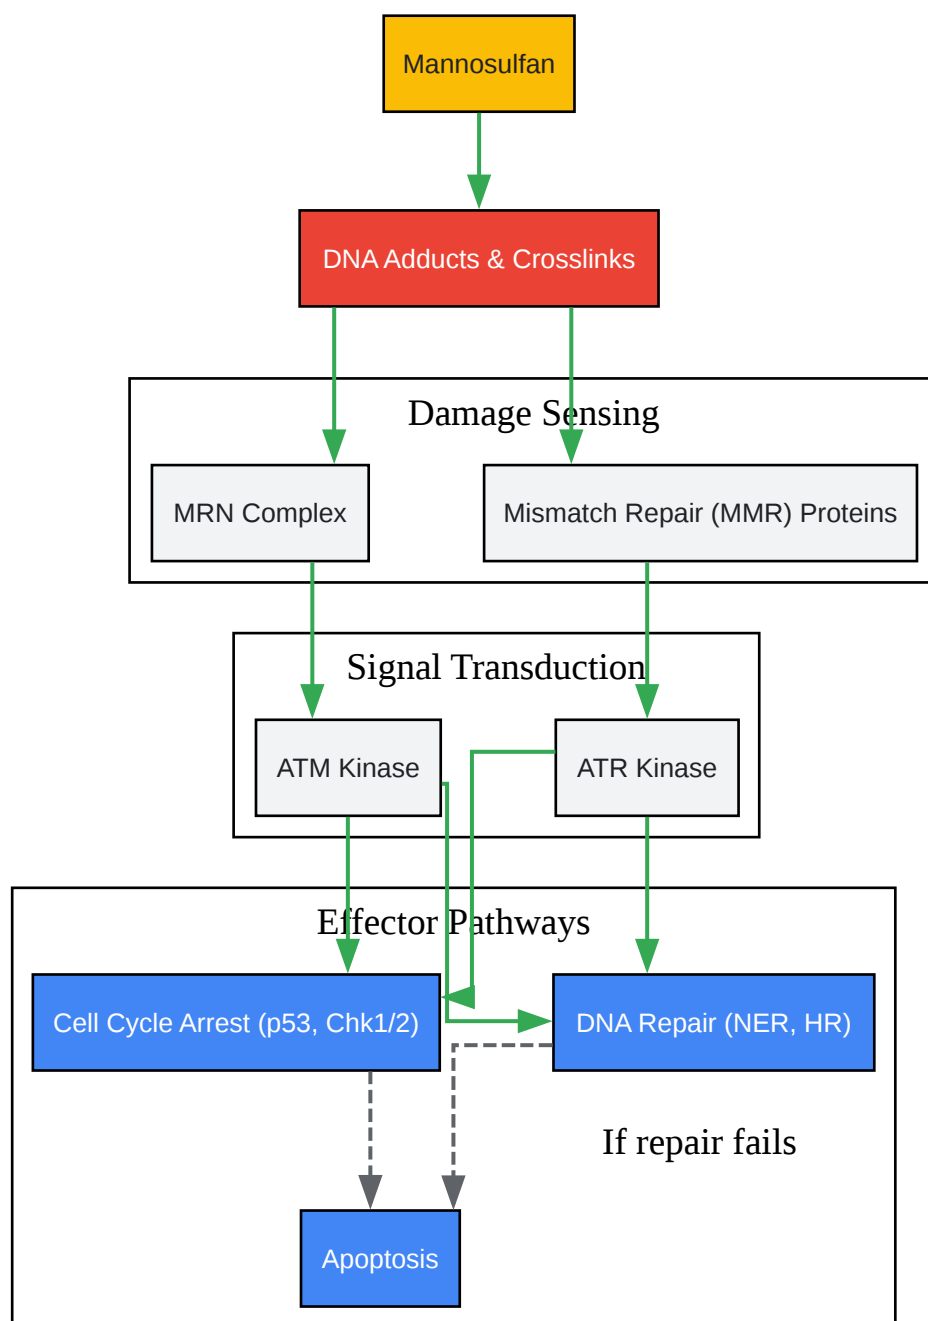 Mannosulfan
DNA Adducts & Crosslinks
Damage Sensing
MRN Complex
Mismatch Repair (MMR) Proteins
Signal Transduction
ATM Kinase
ATR Kinase
Effector Pathways
Cell Cycle Arrest (p53, Chk1/2)
DNA Repair (NER, HR)
If repair fails
Apoptosis